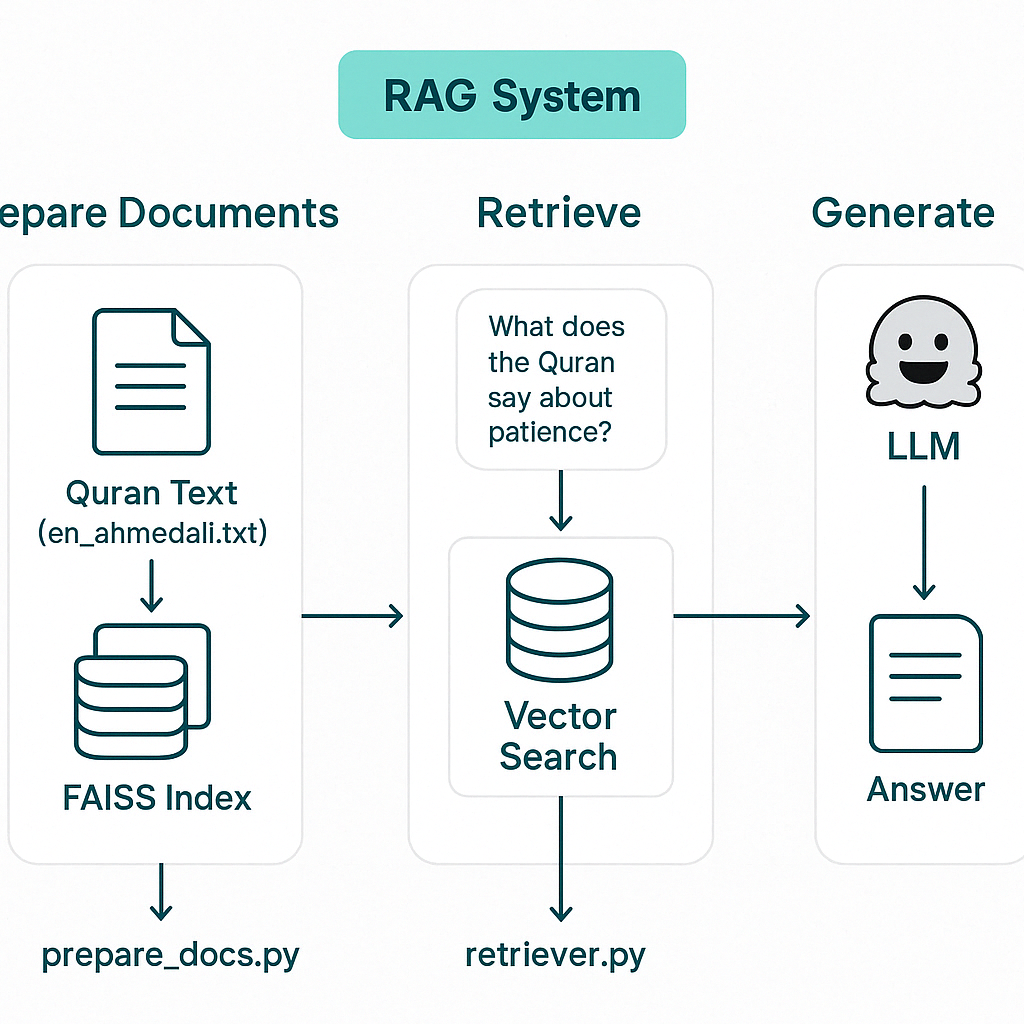 RAG System
epare Documents
Retrieve
Generate
Quran Text
(en_ahmedali.txt)
FAISS Index
prepare_docs.py
What does
the Quran
say about
patience?
Vector
Search
retriever.py
LLM
Answer